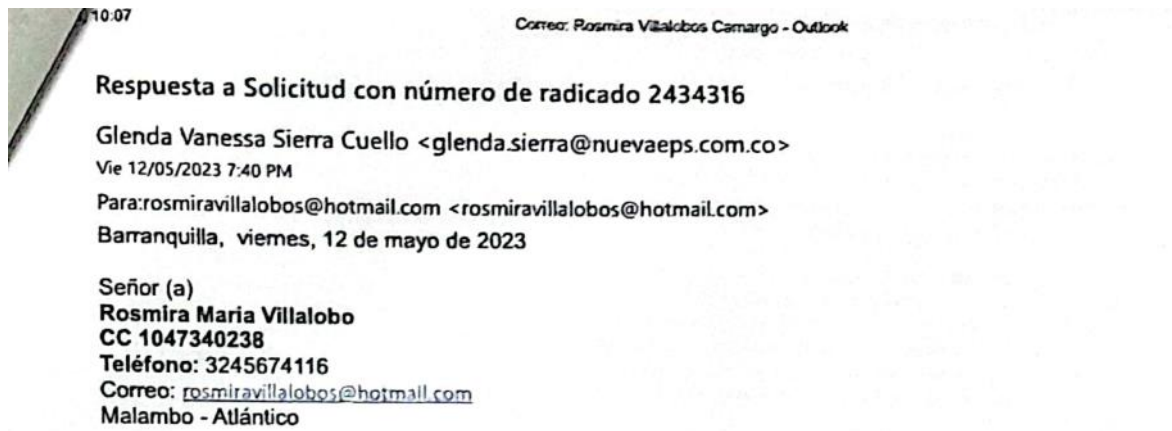 10:07
Correo: Rosmira Villalobos Camargo - Outlook
Respuesta a Solicitud con número de radicado 2434316
Glenda Vanessa Sierra Cuello <glenda.sierra@nuevaeps.com.co>
Vie 12/05/2023 7:40 PM
Para:rosmiravillalobos@hotmail.com <rosmiravillalobos@hotmail.com>
Barranquilla, viernes, 12 de mayo de 2023
Señor (a)
Rosmira Maria Villalobo
CC 1047340238
Teléfono: 3245674116
Correo: rosmiravillalobos@hotmail.com
Malambo - Atlántico